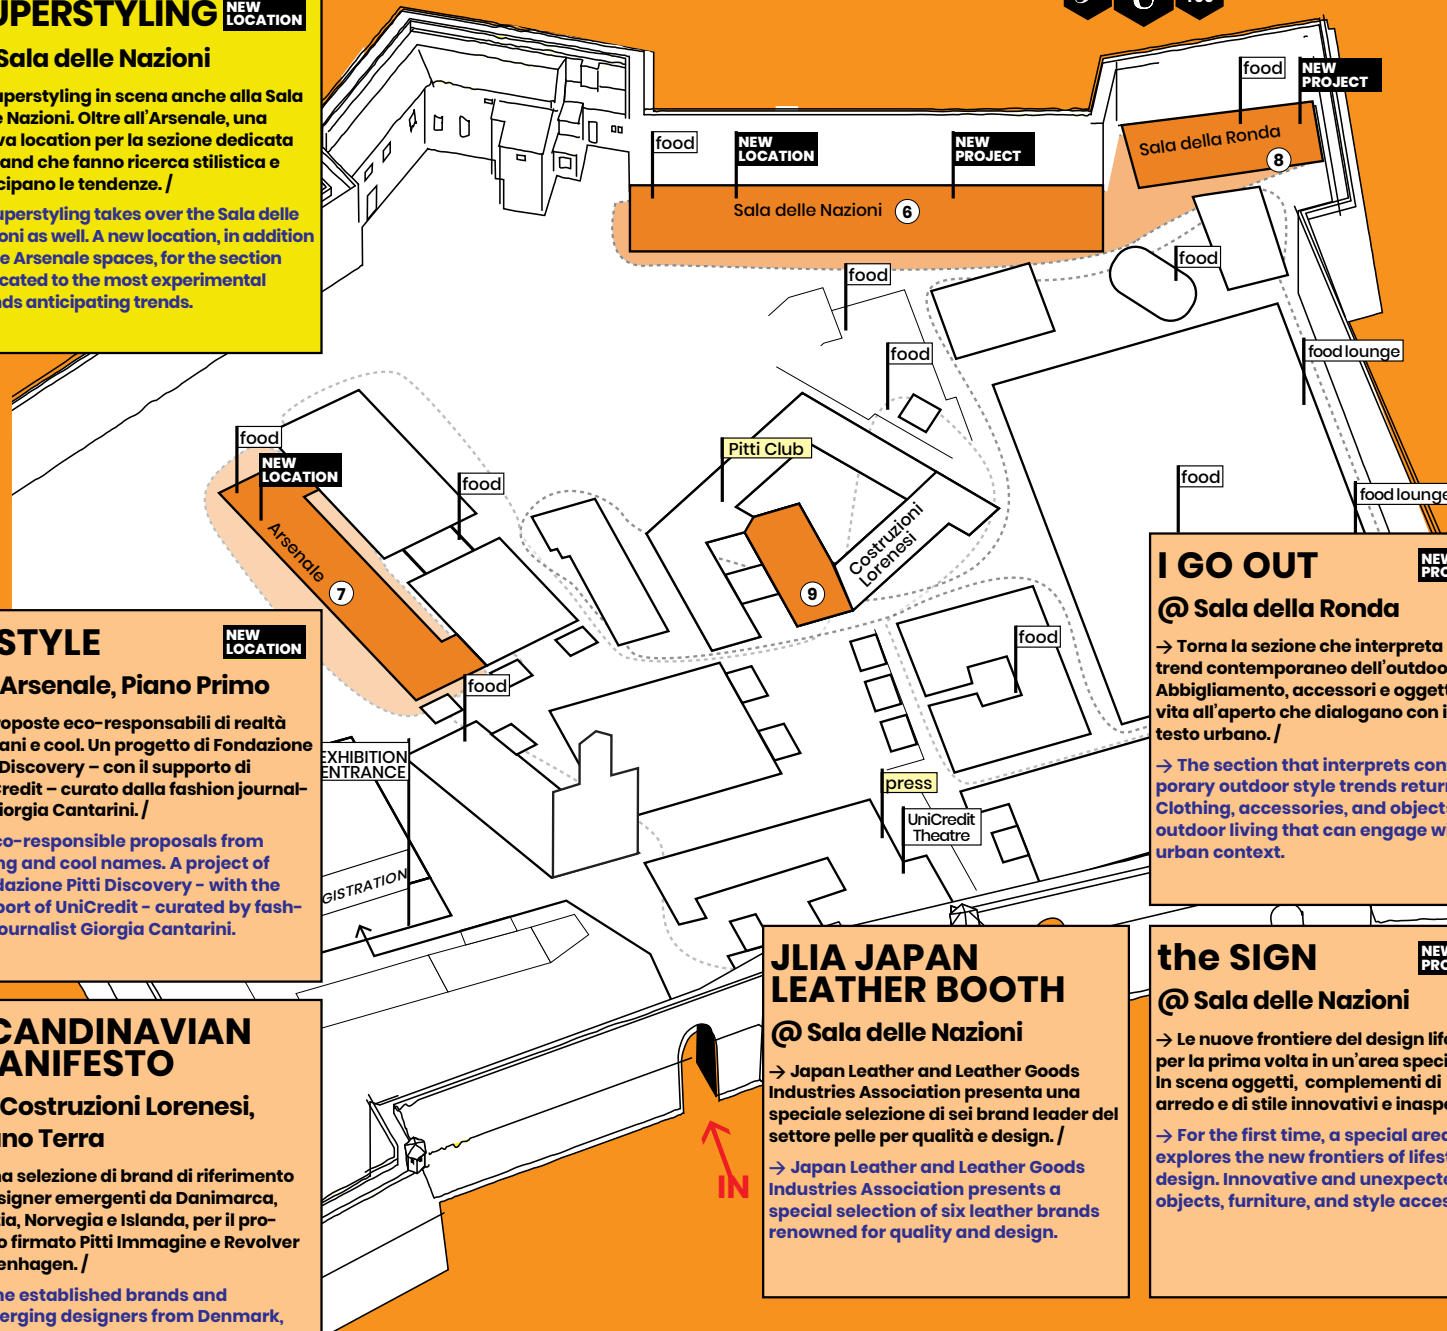 UPERSTYLING
NEW
LOCATION
Sala delle Nazioni
perstyling in scena anche alla Sala
e Nazioni. Oltre all'Arsenale, una
va location per la sezione dedicata
and che fanno ricerca stilistica e
cipano le tendenze. /
uperstyling takes over the Sala delle
oni as well. A new location, in addition
e Arsenale spaces, for the section
cated to the most experimental
nds anticipating trends.
food
NEW
LOCATION
NEW
PROJECT
food
NEW
PROJECT
Sala della Ronda
8
Sala delle Nazioni 6
food
food
food
food lounge
food
NEW
LOCATION
food
Pitti Club
food
food lounge
Arsenale
7
Costruzioni
Lorenesi
9
food
food
EXHIBITION
ENTRANCE
GISTRATION
press
UniCredit
Theatre
STYLE
NEW
LOCATION
Arsenale, Piano Primo
roposte eco-responsabili di realtà
ani e cool. Un progetto di Fondazione
Discovery – con il supporto di
redit – curato dalla fashion journal-
iorgia Cantarini. /
co-responsible proposals from
ng and cool names. A project of
dazione Pitti Discovery - with the
port of UniCredit - curated by fash-
ournalist Giorgia Cantarini.
I GO OUT
NEW
PRO
@ Sala della Ronda
→ Torna la sezione che interpreta
trend contemporaneo dell'outdoo
Abbigliamento, accessori e oggett
vita all'aperto che dialogano con i
testo urbano. /
→ The section that interprets con
porary outdoor style trends return
Clothing, accessories, and object
outdoor living that can engage w
urban context.
CANDINAVIAN
ANIFESTO
Costruzioni Lorenesi,
no Terra
na selezione di brand di riferimento
signer emergenti da Danimarca,
ia, Norvegia e Islanda, per il pro-
o firmato Pitti Immagine e Revolver
enhagen. /
ne established brands and
erging designers from Denmark,
IN
JLIA JAPAN
LEATHER BOOTH
@ Sala delle Nazioni
→ Japan Leather and Leather Goods
Industries Association presenta una
speciale selezione di sei brand leader del
settore pelle per qualità e design. /
→ Japan Leather and Leather Goods
Industries Association presents a
special selection of six leather brands
renowned for quality and design.
the SIGN
NEW
PRO
@ Sala delle Nazioni
→ Le nuove frontiere del design life
per la prima volta in un'area speci
In scena oggetti, complementi di
arredo e di stile innovativi e inasp
→ For the first time, a special area
explores the new frontiers of lifest
design. Innovative and unexpecte
objects, furniture, and style acces